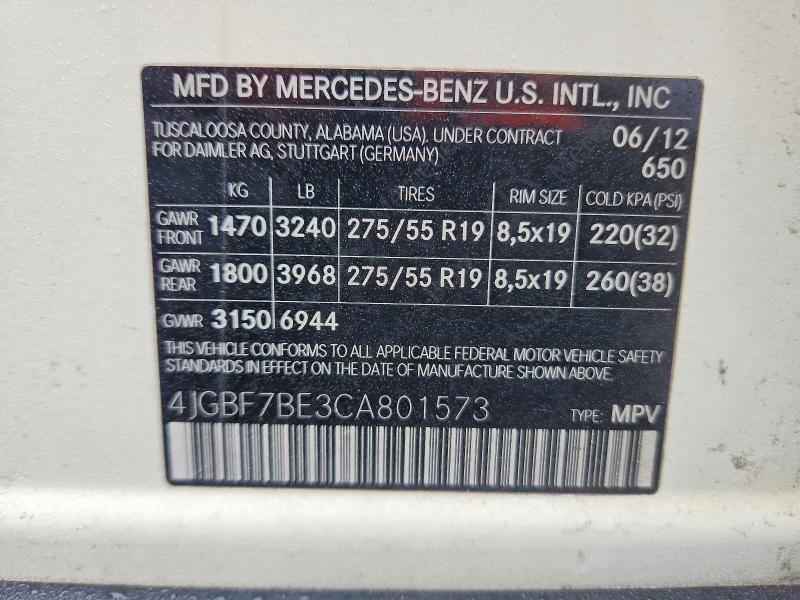 MFD BY MERCEDES-BENZ U.S. INTL., INC
TUSCALOOSA COUNTY, ALABAMA (USA). UNDER CONTRACT 06/12
FOR DAIMLER AG, STUTTGART (GERMANY) 650
KG LB TIRES RIM SIZE COLD KPA (PSI)
GAWR FRONT 1470 3240 275/55 R19 8,5x19 220(32)
GAWR REAR 1800 3968 275/55 R19 8,5x19 260(38)
GVWR 3150 6944
THIS VEHICLE CONFORMS TO ALL APPLICABLE FEDERAL MOTOR VEHICLE SAFETY
STANDARDS IN EFFECT ON THE DATE OF MANUFACTURE SHOWN ABOVE.
4JGBF7BE3CA801573 TYPE: MPV